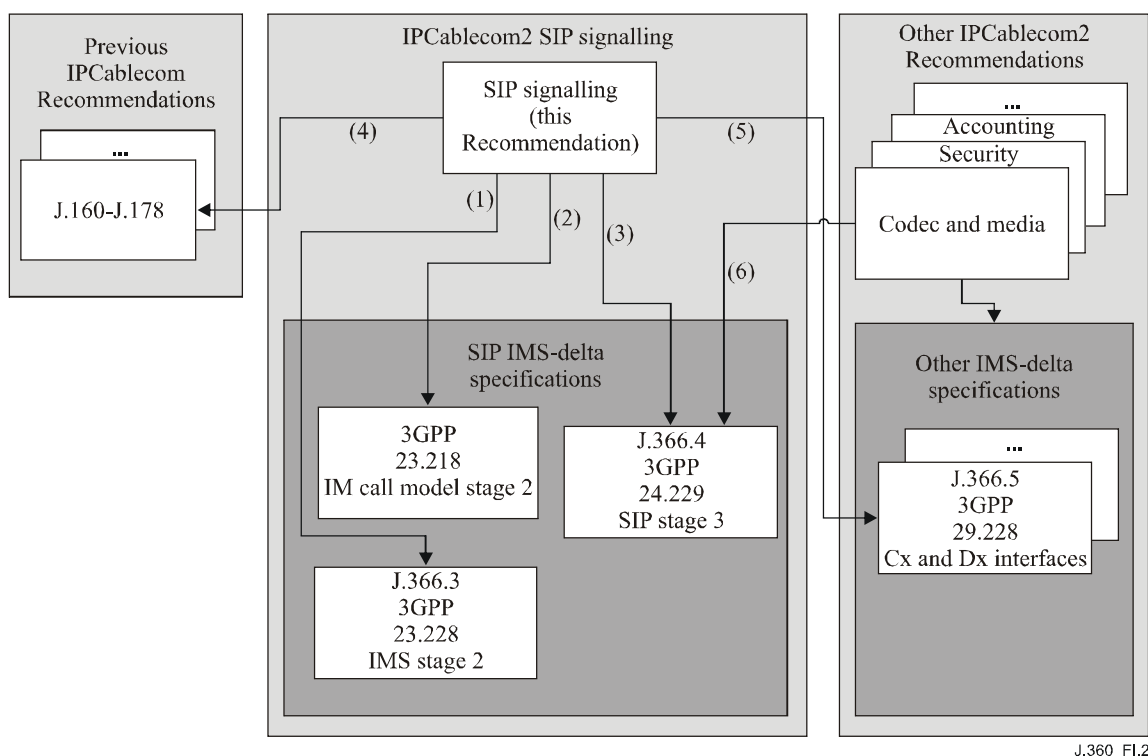 Previous
IPCablecom
Recommendations
...
J.160-J.178
IPCablecom2 SIP signalling
SIP signalling
(this
Recommendation)
(4)
(5)
(1)
(2)
(3)
(6)
SIP IMS-delta
specifications
3GPP
23.218
IM call model stage 2
J.366.4
3GPP
24.229
SIP stage 3
J.366.3
3GPP
23.228
IMS stage 2
Other IPCablecom2
Recommendations
...
Accounting
Security
Codec and media
Other IMS-delta
specifications
...
J.366.5
3GPP
29.228
Cx and Dx interfaces
J.360_FI.2